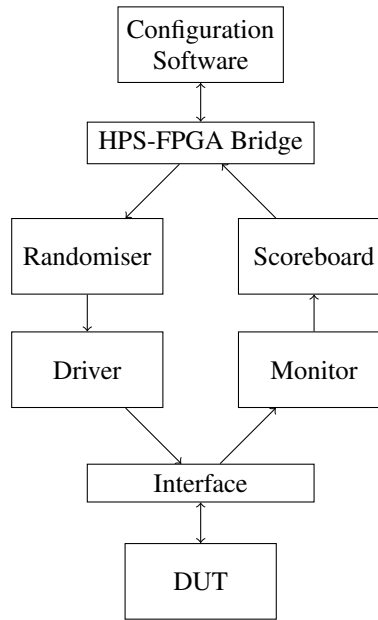 Configuration
Software
HPS-FPGA Bridge
Randomiser
Scoreboard
Driver
Monitor
Interface
DUT